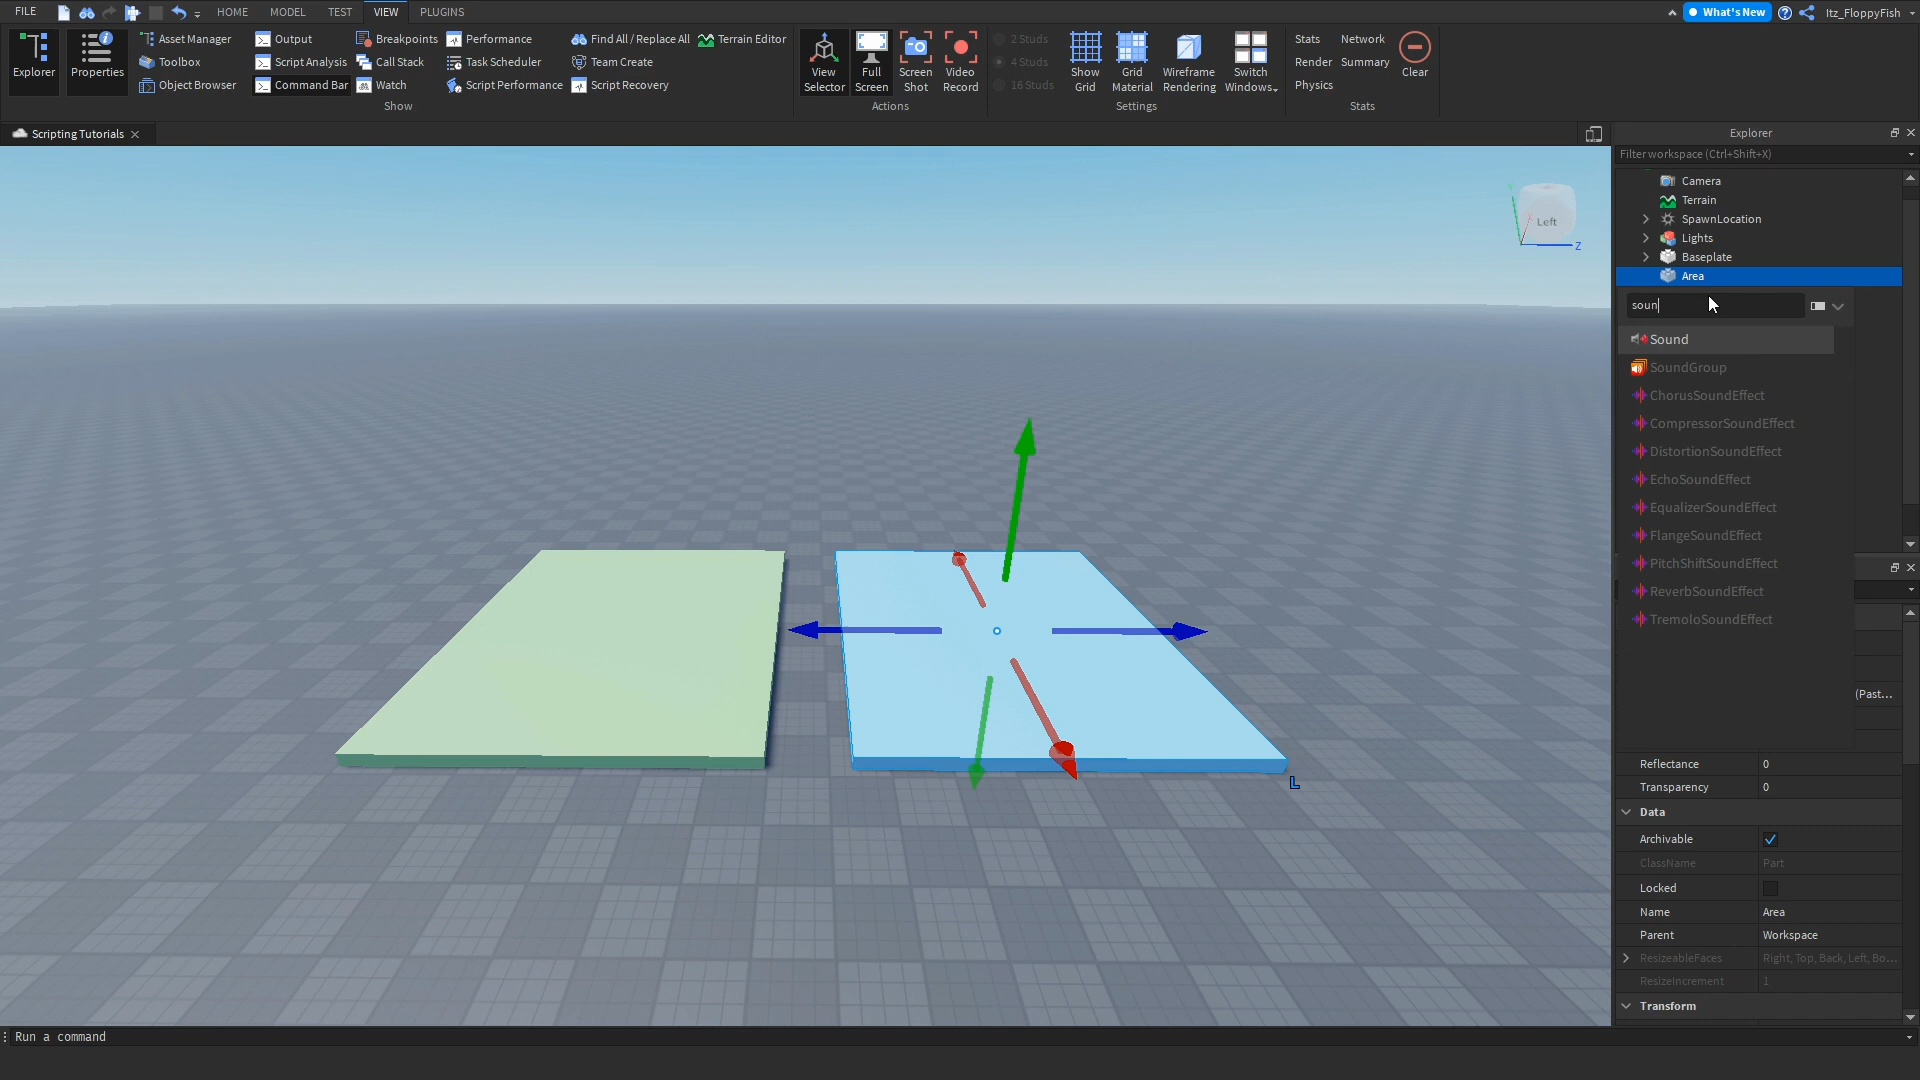 FILE HOME MODEL TEST VIEW PLUGINS What's New Itz_FloppyFish
Explorer
Properties
Asset Manager
Toolbox
Object Browser
Output
Script Analysis
Command Bar
Breakpoints
Call Stack
Watch
Performance
Task Scheduler
Script Performance
Find All / Replace All
Team Create
Script Recovery
Terrain Editor
Show
View Selector
Full Screen
Screen Shot
Video Record
Actions
2 Studs
4 Studs
16 Studs
Show Grid
Grid Material
Wireframe Rendering
Switch Windows
Settings
Stats Network
Render Summary
Physics
Clear
Stats
Scripting Tutorials
Explorer
Filter workspace (Ctrl+Shift+X)
Camera
Terrain
SpawnLocation
Lights
Baseplate
Area
soun
Sound
SoundGroup
ChorusSoundEffect
CompressorSoundEffect
DistortionSoundEffect
EchoSoundEffect
EqualizerSoundEffect
FlangeSoundEffect
PitchShiftSoundEffect
ReverbSoundEffect
TremoloSoundEffect
(Past...
Reflectance 0
Transparency 0
Data
Archivable
ClassName Part
Locked
Name Area
Parent Workspace
ResizeableFaces Right, Top, Back, Left, Bo...
ResizeIncrement 1
Transform
Left
Z
L
Run a command